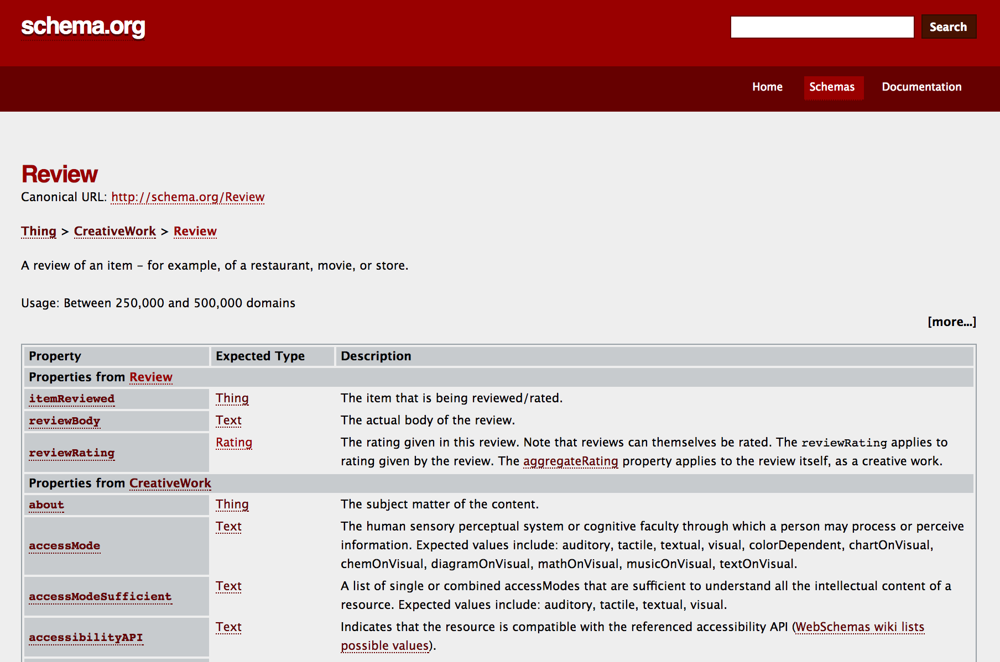 schema.org
Search
Home Schemas Documentation
Review
Canonical URL: http://schema.org/Review
Thing > CreativeWork > Review
A review of an item – for example, of a restaurant, movie, or store.
Usage: Between 250,000 and 500,000 domains
[more...]
Property Expected Type Description
Properties from Review
itemReviewed Thing The item that is being reviewed/rated.
reviewBody Text The actual body of the review.
reviewRating Rating The rating given in this review. Note that reviews can themselves be rated. The reviewRating applies to
rating given by the review. The aggregateRating property applies to the review itself, as a creative work.
Properties from CreativeWork
about Thing The subject matter of the content.
accessMode Text The human sensory perceptual system or cognitive faculty through which a person may process or perceive
information. Expected values include: auditory, tactile, textual, visual, colorDependent, chartOnVisual,
chemOnVisual, diagramOnVisual, mathOnVisual, musicOnVisual, textOnVisual.
accessModeSufficient Text A list of single or combined accessModes that are sufficient to understand all the intellectual content of a
resource. Expected values include: auditory, tactile, textual, visual.
accessibilityAPI Text Indicates that the resource is compatible with the referenced accessibility API (WebSchemas wiki lists
possible values).